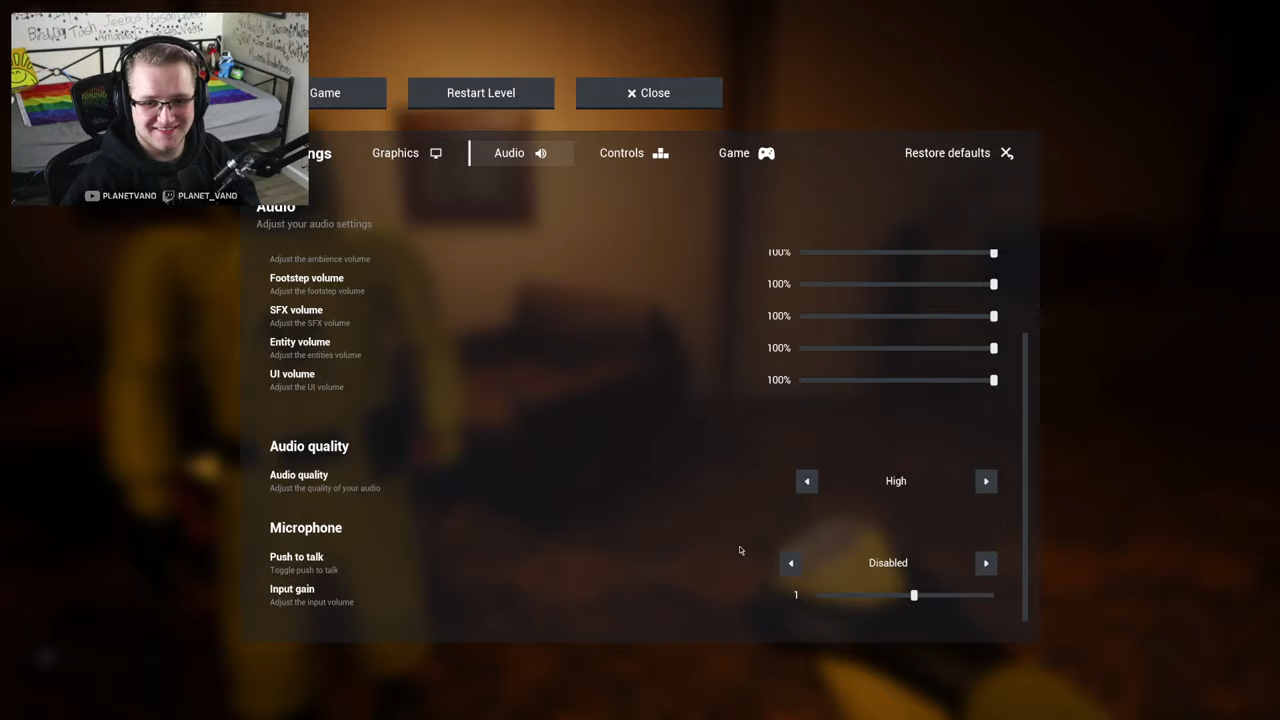 Jeebus Poison
Tash
PLANETVANO PLANET_VANO
Game Restart Level Close
ngs Graphics Audio Controls Game Restore defaults
Audio
Adjust your audio settings
Adjust the ambience volume
100%
Footstep volume
Adjust the footstep volume
100%
SFX volume
Adjust the SFX volume
100%
Entity volume
Adjust the entities volume
100%
UI volume
Adjust the UI volume
100%
Audio quality
Audio quality
Adjust the quality of your audio
High
Microphone
Push to talk
Toggle push to talk
Disabled
Input gain
Adjust the input volume
1